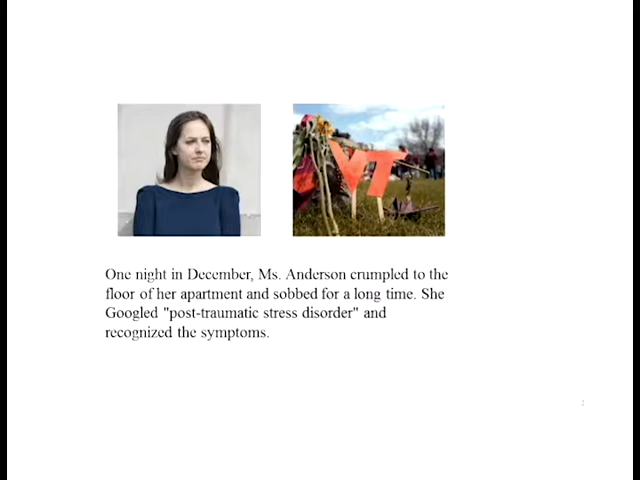 VT
One night in December, Ms. Anderson crumpled to the
floor of her apartment and sobbed for a long time. She
Googled "post-traumatic stress disorder" and
recognized the symptoms.